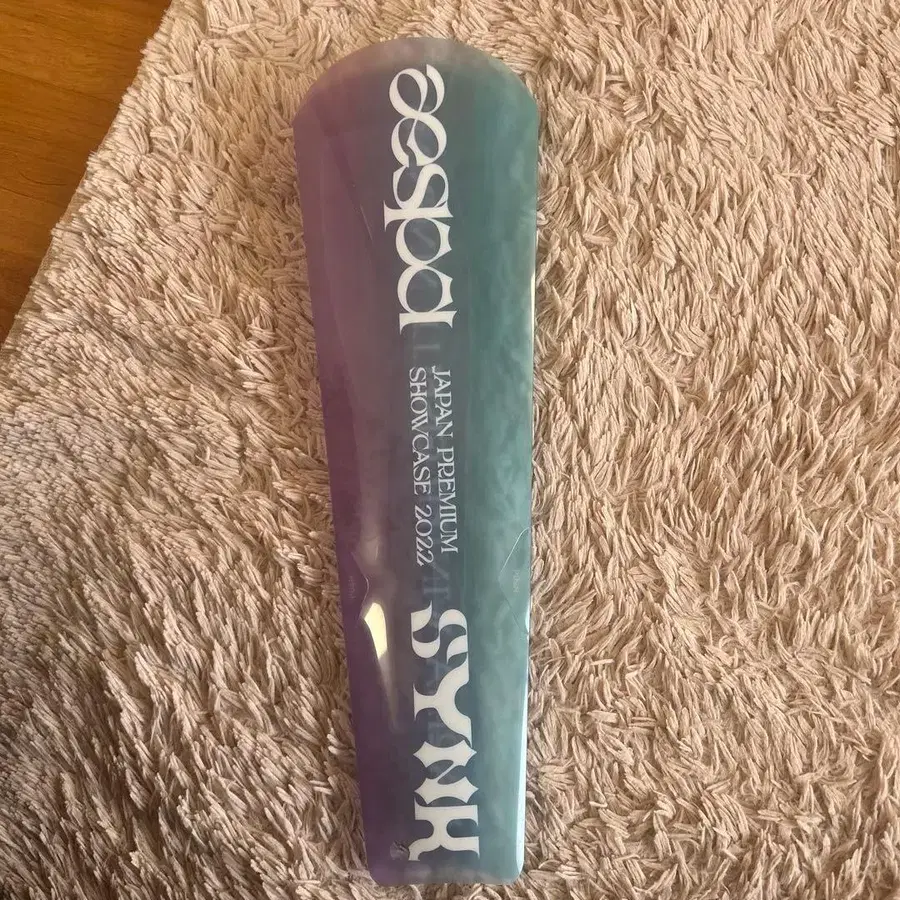 aespa
JAPAN PREMIUM
SHOWCASE 2022
SYNK